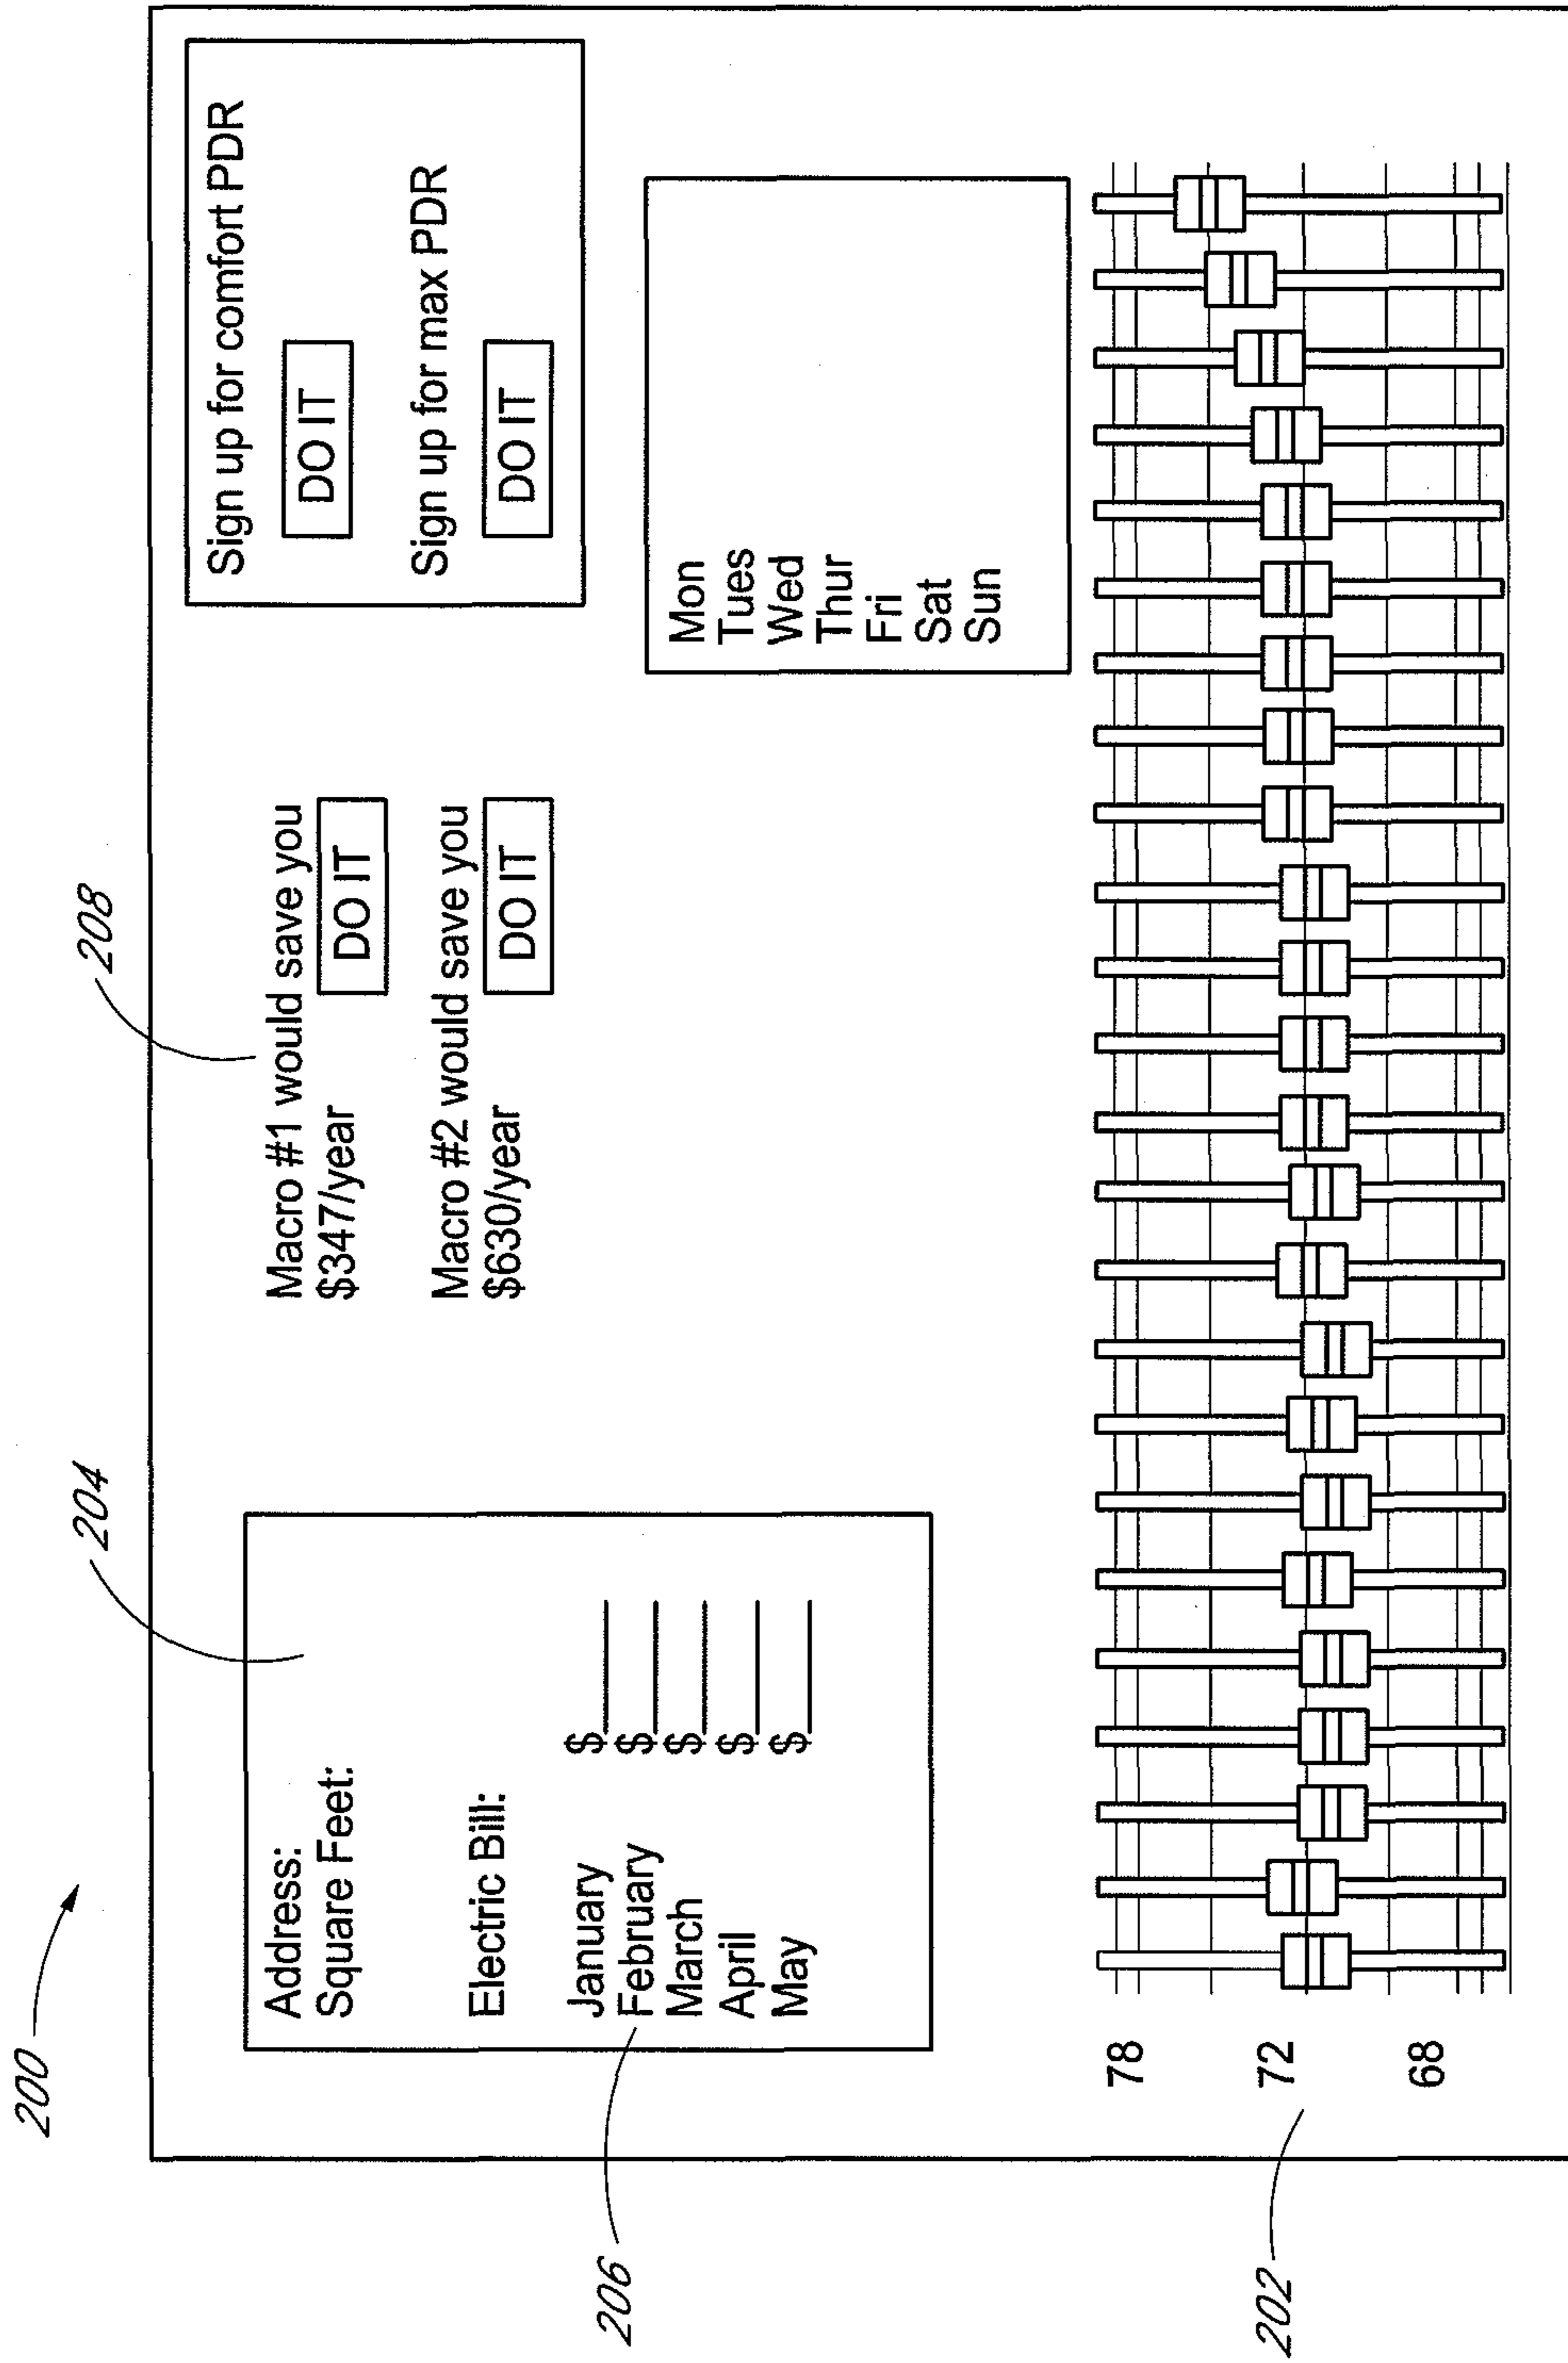 200
204
208
Address:
Square Feet:
Electric Bill:
January $
February $
March $
April $
May $
206
Macro #1 would save you
$347/year
DO IT
Macro #2 would save you
$630/year
DO IT
Sign up for comfort PDR
DO IT
Sign up for max PDR
DO IT
Mon
Tues
Wed
Thur
Fri
Sat
Sun
78
72
68
202